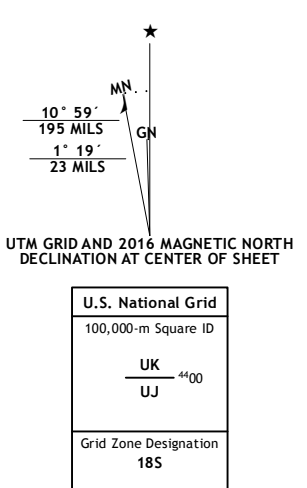 ★
MN
10° 59´
195 MILS
GN
1° 19´
23 MILS
UTM GRID AND 2016 MAGNETIC NORTH
DECLINATION AT CENTER OF SHEET
U.S. National Grid
100,000-m Square ID
UK
4400
UJ
Grid Zone Designation
18S